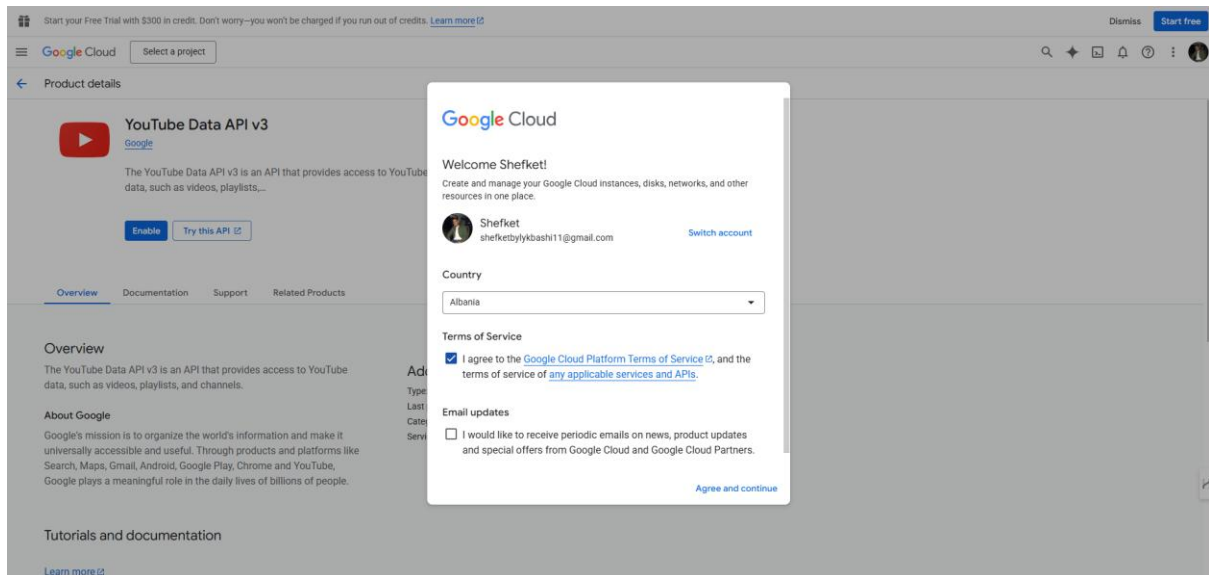 Start your Free Trial with $300 in credit. Don't worry—you won't be charged if you run out of credits. Learn more
Dismiss
Start free
Google Cloud
Select a project
Product details
YouTube Data API v3
Google
The YouTube Data API v3 is an API that provides access to YouTube
data, such as videos, playlists,...
Enable
Try this API
Overview
Documentation
Support
Related Products
Overview
The YouTube Data API v3 is an API that provides access to YouTube
data, such as videos, playlists, and channels.
About Google
Google's mission is to organize the world's information and make it
universally accessible and useful. Through products and platforms like
Search, Maps, Gmail, Android, Google Play, Chrome and YouTube,
Google plays a meaningful role in the daily lives of billions of people.
Type
Last
Tutorials and documentation
Learn more
Google Cloud
Welcome Shefket!
Create and manage your Google Cloud instances, disks, networks, and other
resources in one place.
Shefket
shefketbylykbashi11@gmail.com
Switch account
Country
Albania
Terms of Service
I agree to the Google Cloud Platform Terms of Service, and the
terms of service of any applicable services and APIs.
Email updates
I would like to receive periodic emails on news, product updates
and special offers from Google Cloud and Google Cloud Partners.
Agree and continue